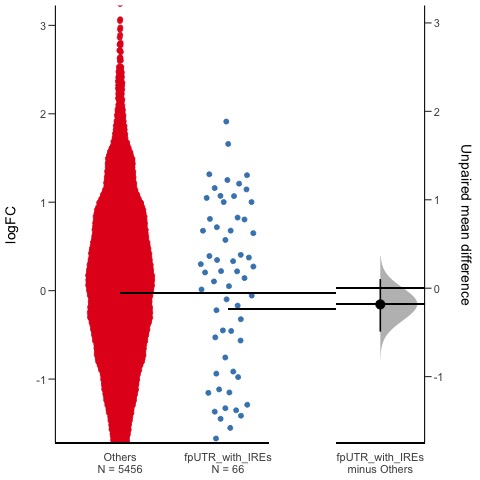 logFC
3
2
1
0
-1
Others
N = 5456
fpUTR_with_IREs
N = 66
3
2
1
0
-1
Unpaired mean difference
fpUTR_with_IREs
minus Others